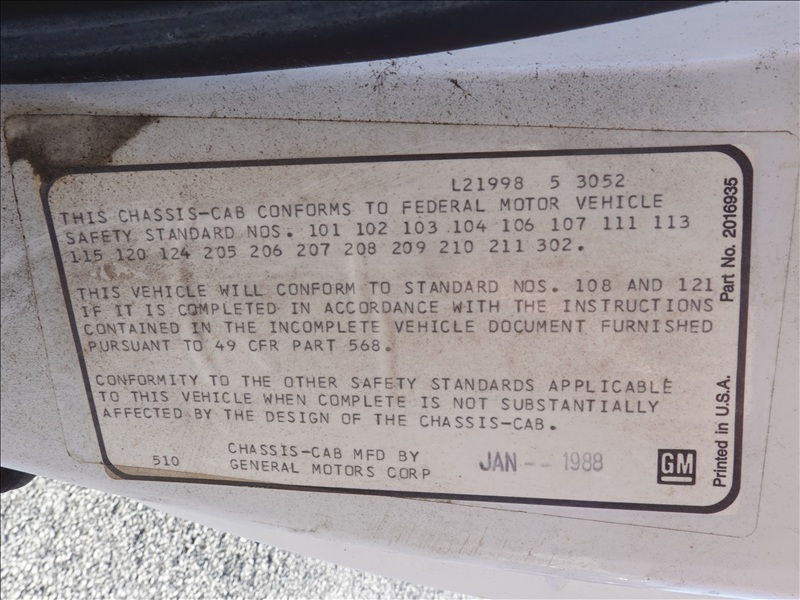 L21998 5 3052
THIS CHASSIS-CAB CONFORMS TO FEDERAL MOTOR VEHICLE
SAFETY STANDARD NOS. 101 102 103 104 106 107 111 113
115 120 124 205 206 207 208 209 210 211 302.
THIS VEHICLE WILL CONFORM TO STANDARD NOS. 108 AND 121
IF IT IS COMPLETED IN ACCORDANCE WITH THE INSTRUCTIONS
CONTAINED IN THE INCOMPLETE VEHICLE DOCUMENT FURNISHED
PURSUANT TO 49 CFR PART 568.
CONFORMITY TO THE OTHER SAFETY STANDARDS APPLICABLE
TO THIS VEHICLE WHEN COMPLETE IS NOT SUBSTANTIALLY
AFFECTED BY THE DESIGN OF THE CHASSIS-CAB.
510
CHASSIS-CAB MFD BY
GENERAL MOTORS CORP
JAN -- 1988
GM
Printed in U.S.A.
Part No. 2016935